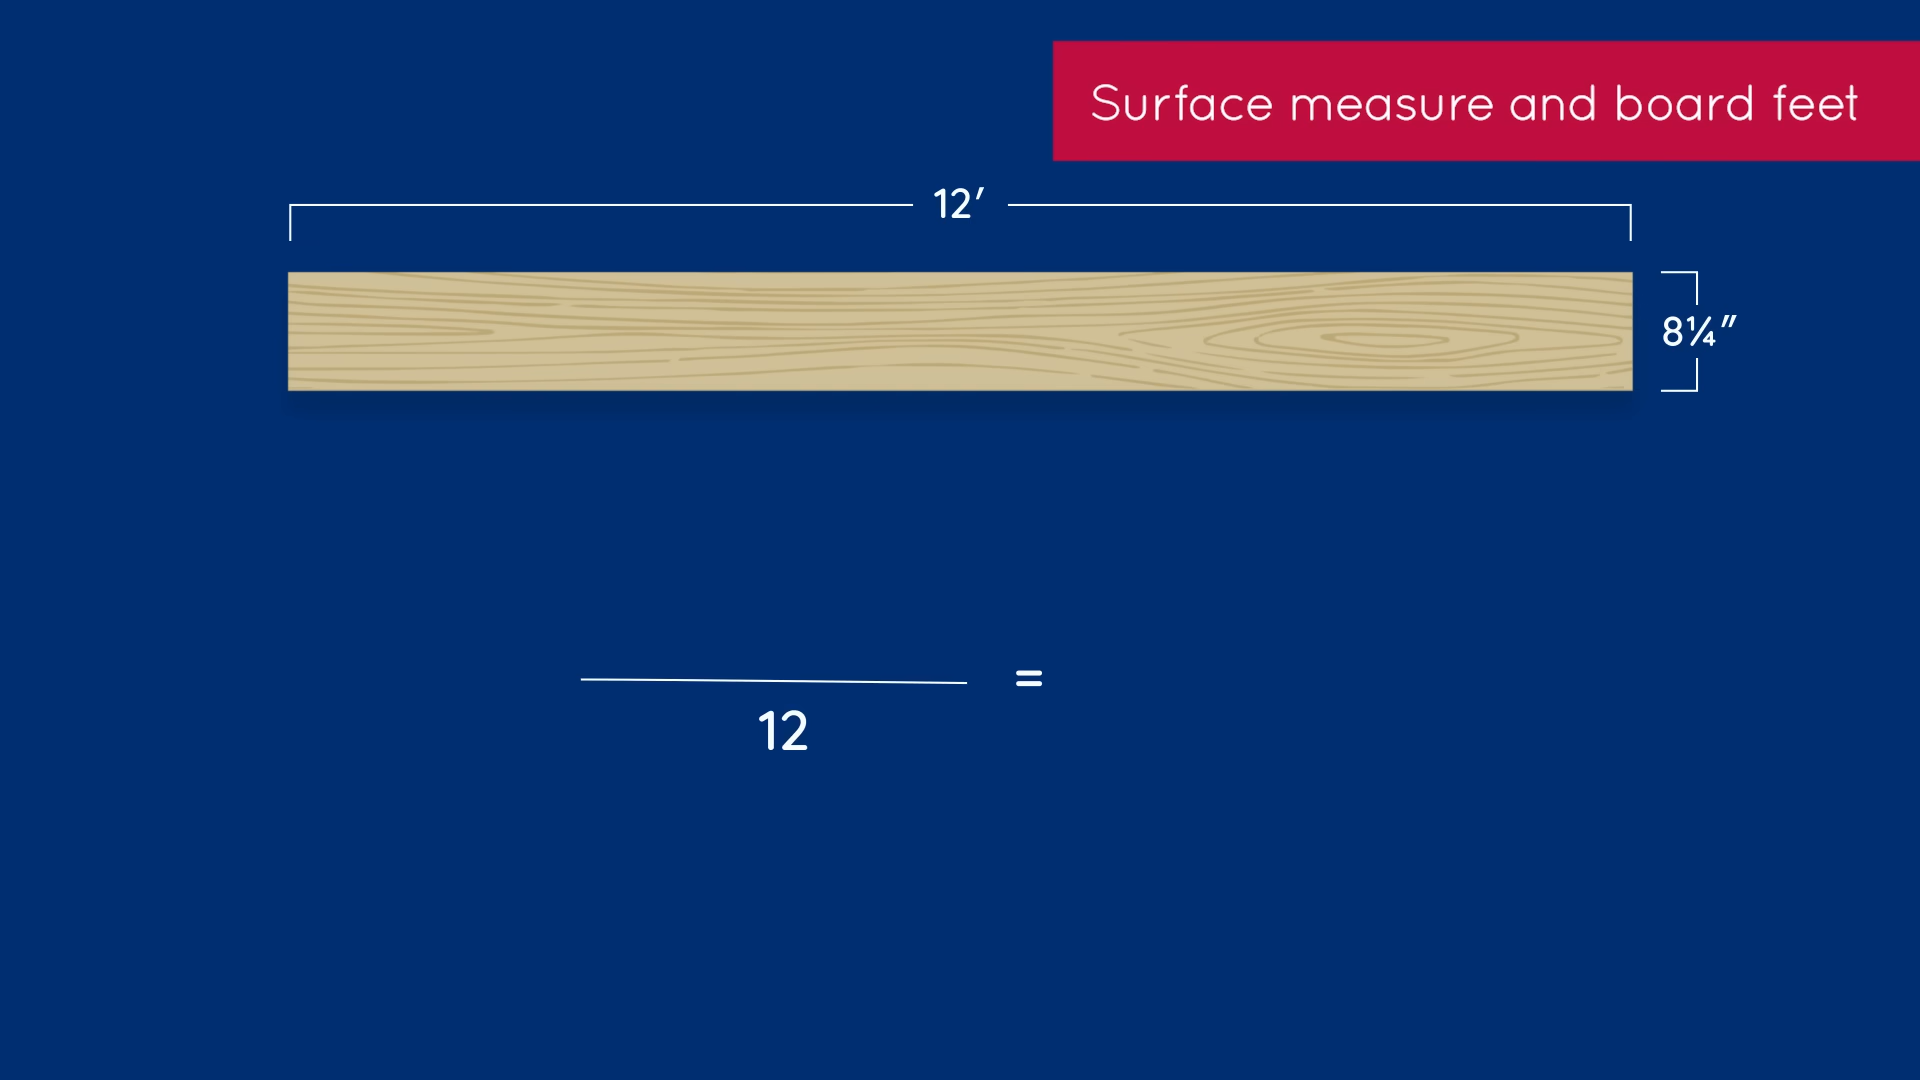 Surface measure and board feet
12′
8¼″
=
12